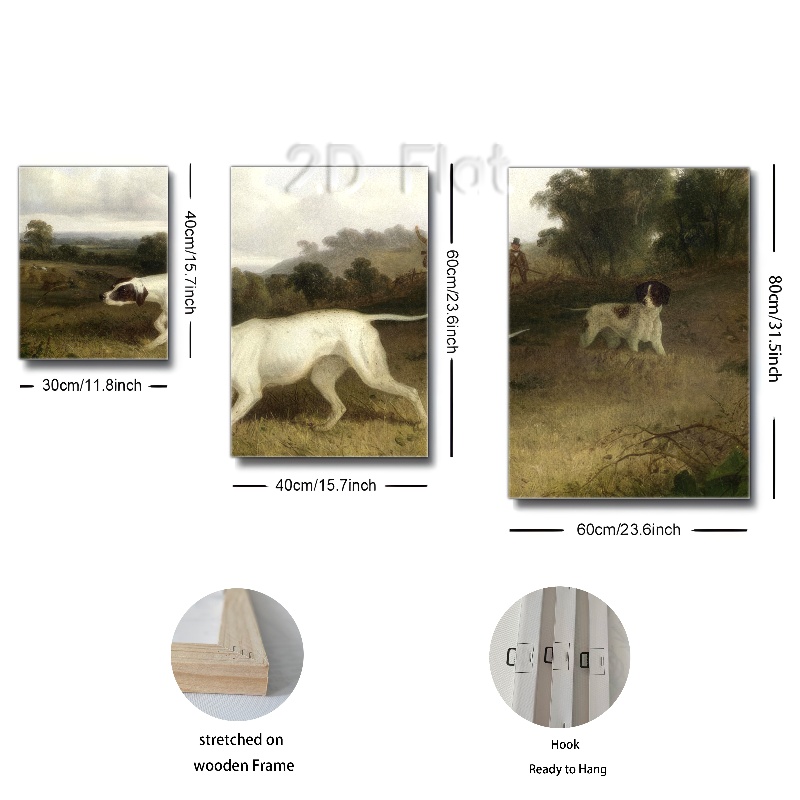 2D Flat
40cm/15.7inch
30cm/11.8inch
60cm/23.6inch
40cm/15.7inch
80cm/31.5inch
60cm/23.6inch
stretched on
wooden Frame
Hook
Ready to Hang